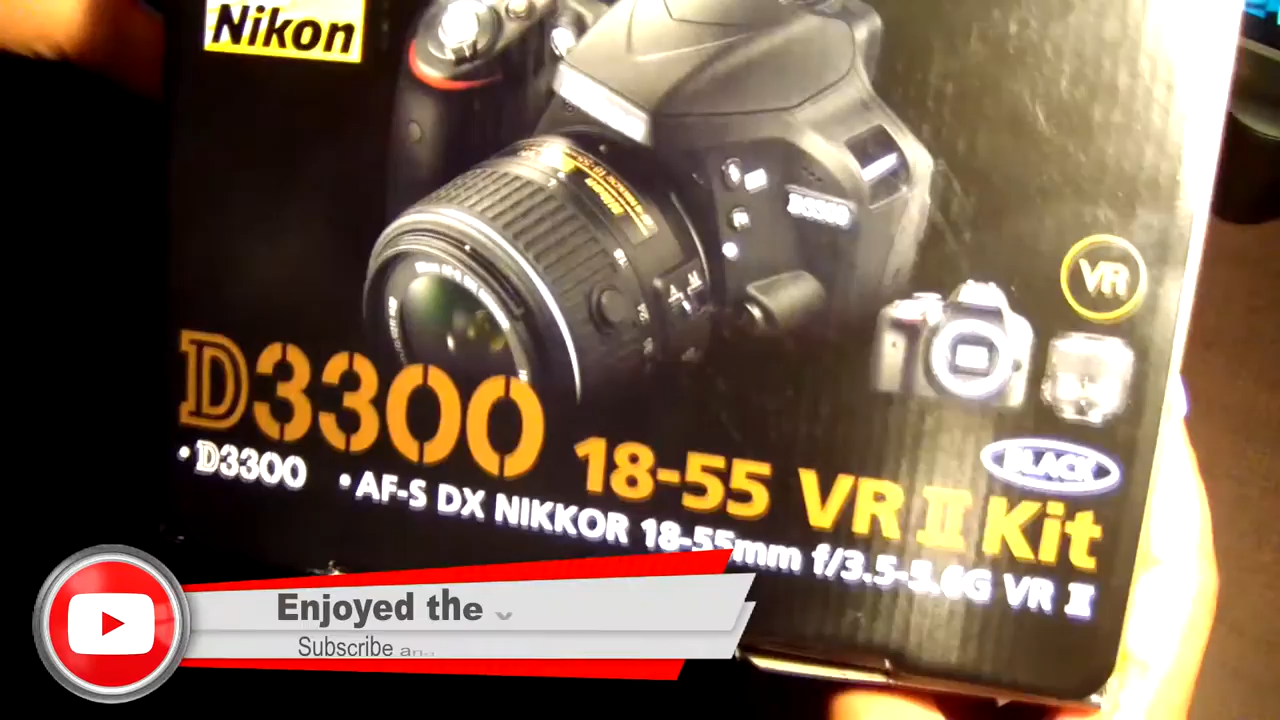 Nikon
D3300
VR
D3300 18-55 VR II Kit
BLACK
• D3300 • AF-S DX NIKKOR 18-55mm f/3.5-5.6G VR II
Enjoyed the
Subscribe